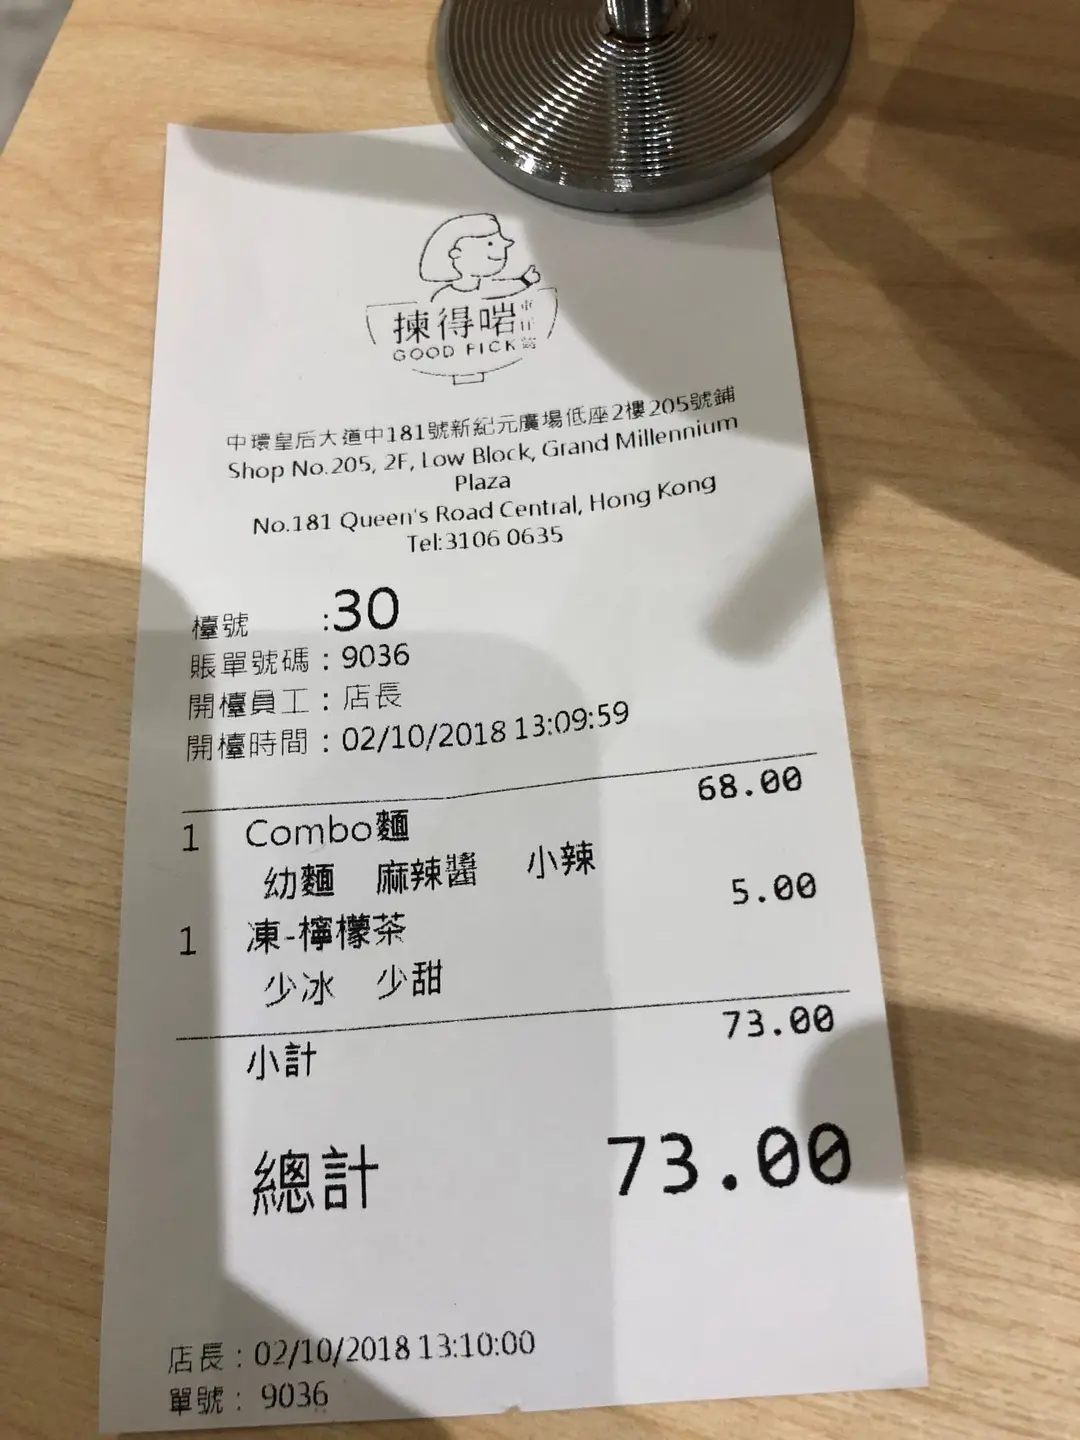 揀得啱
車仔麵
GOOD PICK
中環皇后大道中181號新紀元廣場低座2樓205號鋪
Shop No.205, 2F, Low Block, Grand Millennium
Plaza
No.181 Queen's Road Central, Hong Kong
Tel:3106 0635
檯號 :30
賬單號碼：9036
開檯員工：店長
開檯時間：02/10/2018 13:09:59
1 Combo麵 68.00
幼麵 麻辣醬 小辣
1 凍-檸檬茶 5.00
少冰 少甜
小計 73.00
總計 73.00
店長：02/10/2018 13:10:00
單號：9036